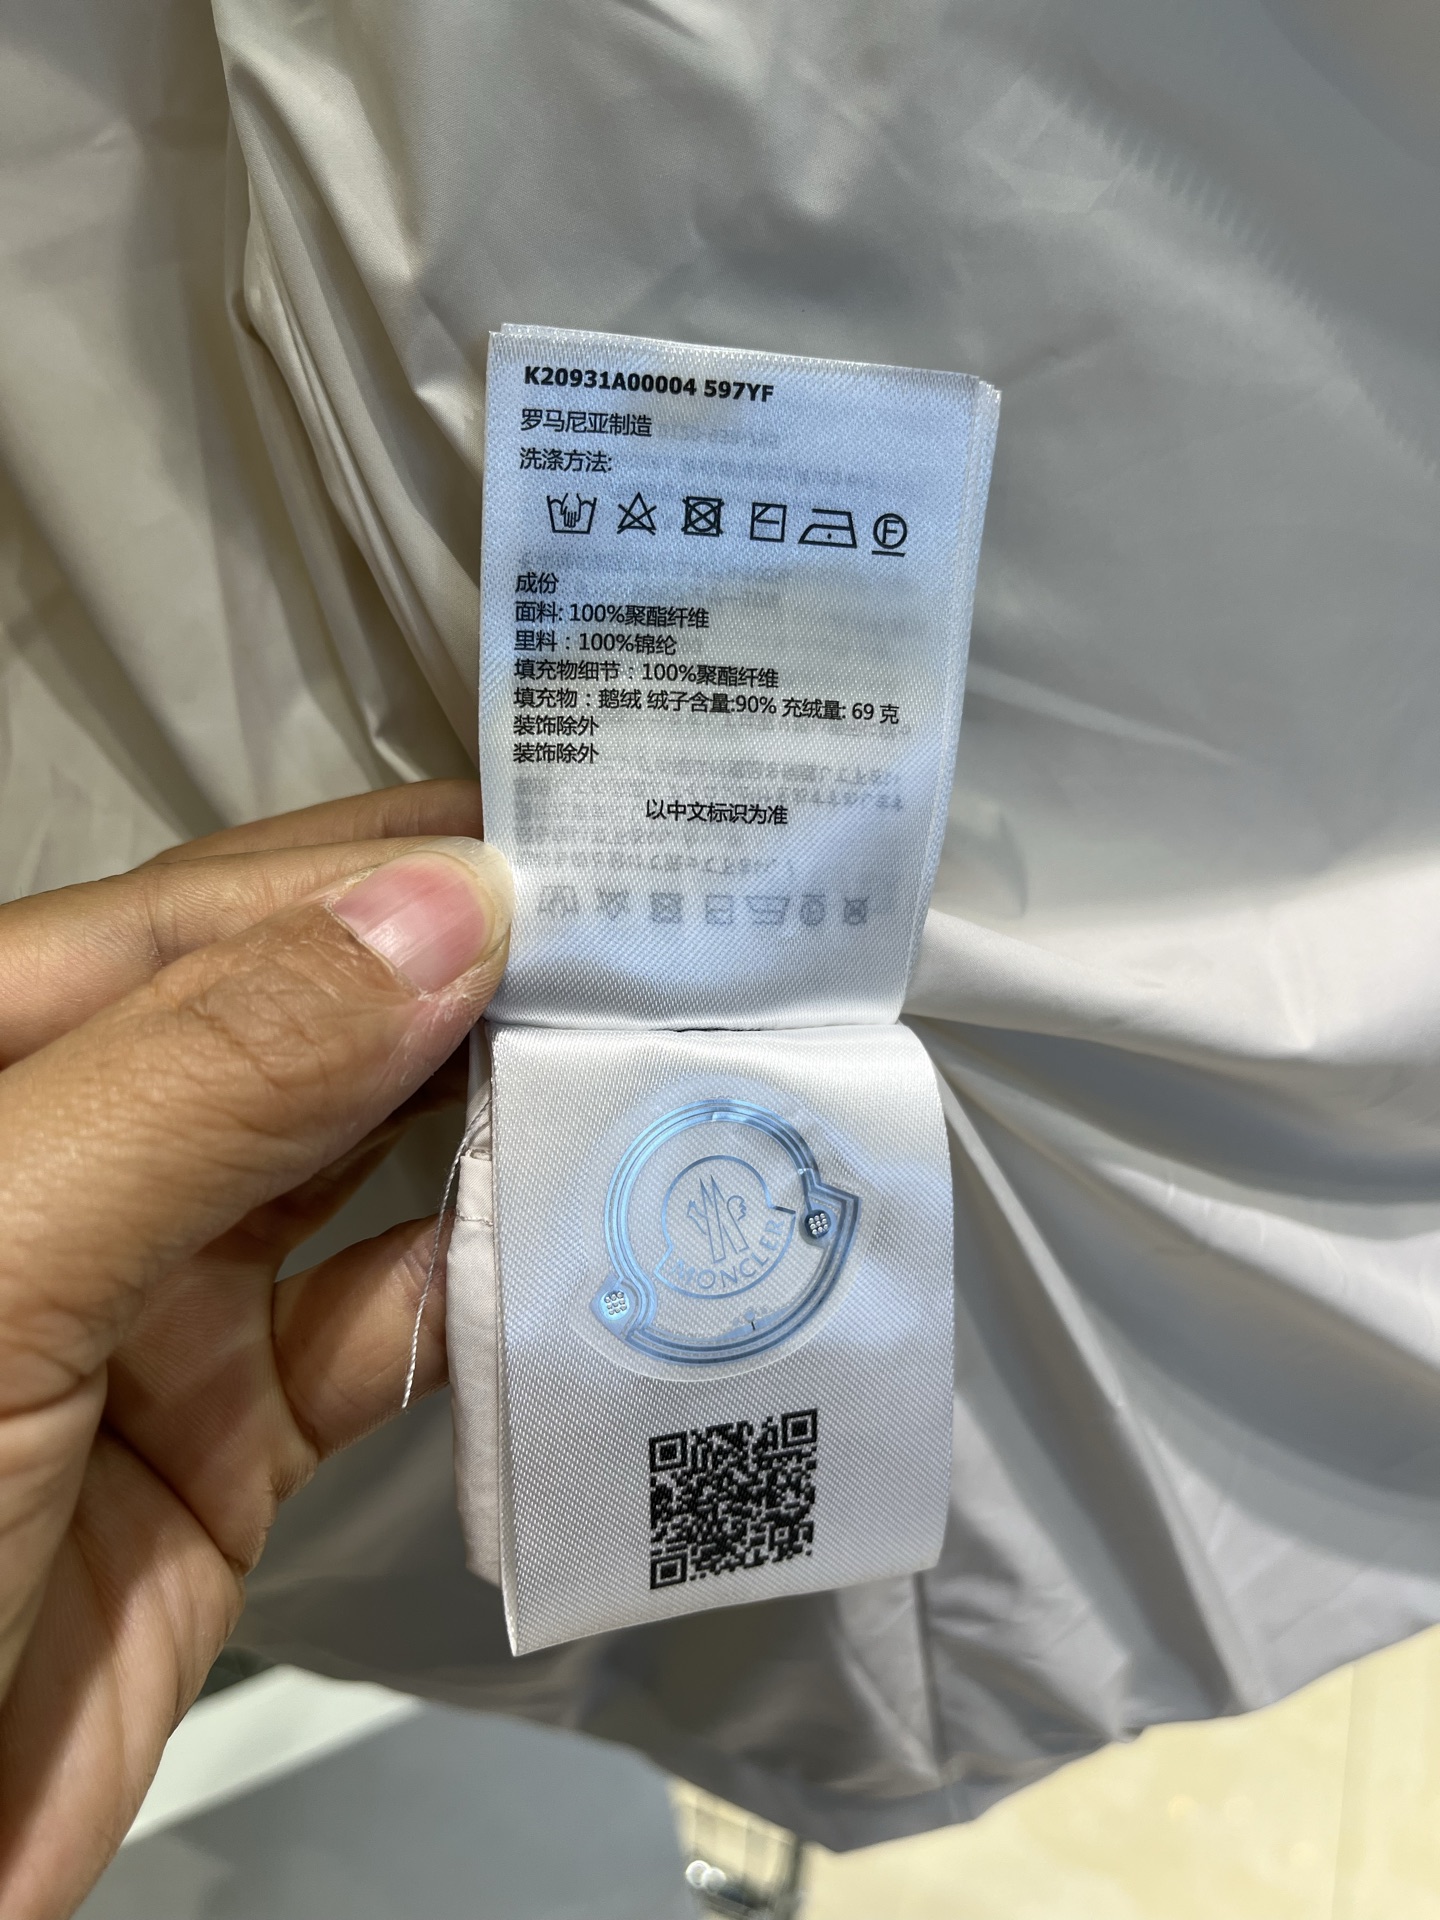 K20931A00004 597YF
罗马尼亚制造
洗涤方法:
F
成份
面料: 100%聚酯纤维
里料：100%锦纶
填充物细节：100%聚酯纤维
填充物：鹅绒 绒子含量:90% 充绒量: 69 克
装饰除外
装饰除外
以中文标识为准
MONCLER